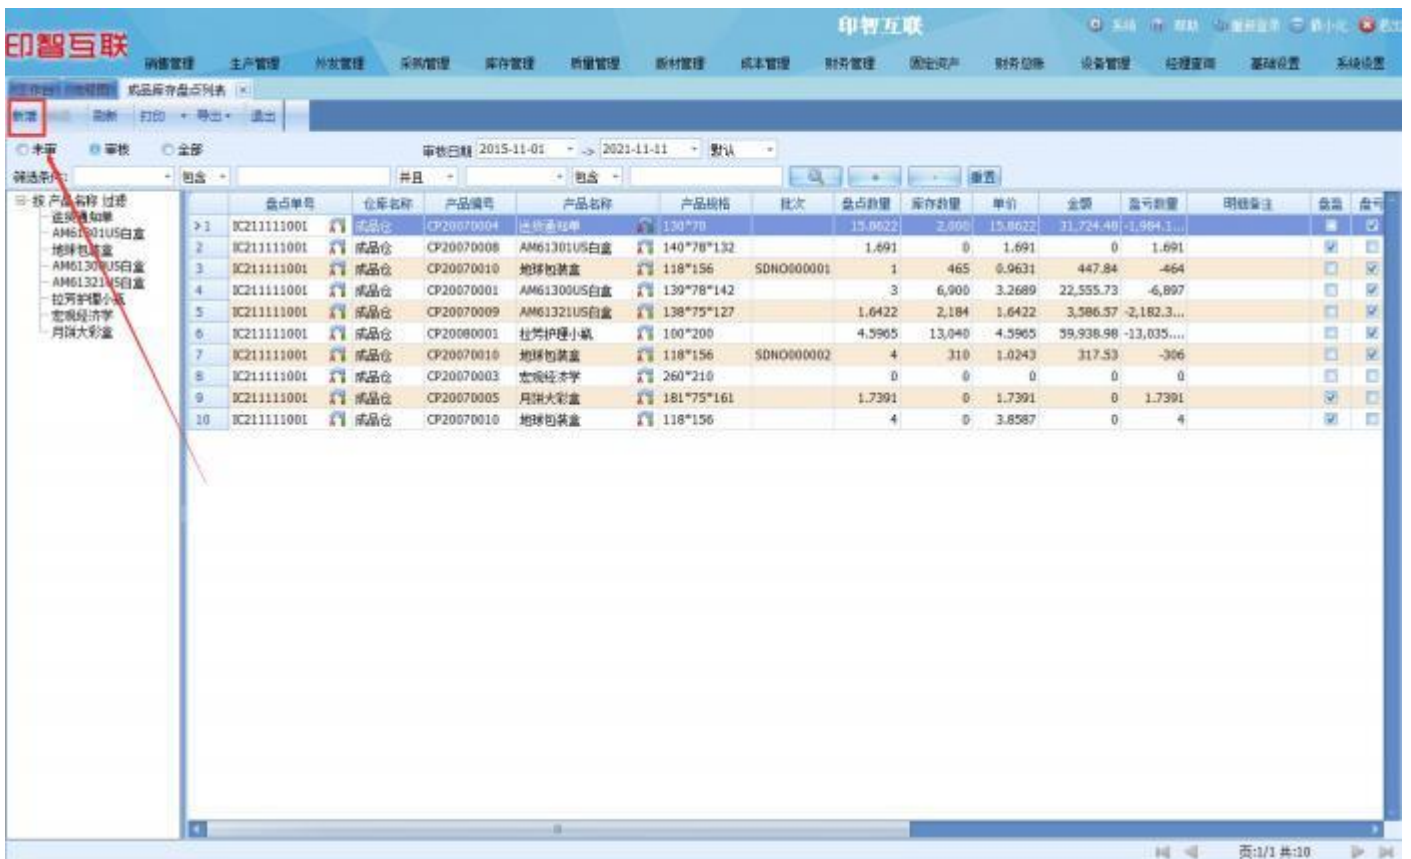 印智互联
印智互联 系统 帮助 重新登录 最小化
销售管理 生产管理 外发管理 采购管理 库存管理 质量管理 版材管理 成本管理 财务管理 固定资产 财务总账 设备管理 经理查询 基础设置 系统设置
成品库存盘点列表
新增 刷新 打印 导出 退出
未审 审核 全部 审核日期 2015-11-01 -> 2021-11-11 默认
筛选条件: 包含 并且 包含 + - 重置
按 产品名称 过滤
送货通知单
AM61301US白盒
地球包装盒
AM61300US白盒
AM61321US白盒
拉芳护理小瓶
宏观经济学
月饼大彩盒
盘点单号 仓库名称 产品编号 产品名称 产品规格 批次 盘点数量 库存数量 单价 金额 盈亏数量 明细备注 盘盈 盘亏
>1 IC211111001 成品仓 CP20070004 送货通知单 130*70 15.8622 2,000 15.8622 31,724.48 -1,984.1...
2 IC211111001 成品仓 CP20070008 AM61301US白盒 140*78*132 1.691 0 1.691 0 1.691
3 IC211111001 成品仓 CP20070010 地球包装盒 118*156 SDNO000001 1 465 0.9631 447.84 -464
4 IC211111001 成品仓 CP20070001 AM61300US白盒 139*78*142 3 6,900 3.2689 22,555.73 -6,897
5 IC211111001 成品仓 CP20070009 AM61321US白盒 138*75*127 1.6422 2,184 1.6422 3,586.57 -2,182.3...
6 IC211111001 成品仓 CP20080001 拉芳护理小瓶 100*200 4.5965 13,040 4.5965 59,938.98 -13,035....
7 IC211111001 成品仓 CP20070010 地球包装盒 118*156 SDNO000002 4 310 1.0243 317.53 -306
8 IC211111001 成品仓 CP20070003 宏观经济学 260*210 0 0 0 0 0
9 IC211111001 成品仓 CP20070005 月饼大彩盒 181*75*161 1.7391 0 1.7391 0 1.7391
10 IC211111001 成品仓 CP20070010 地球包装盒 118*156 4 0 3.8587 0 4
页:1/1 共:10